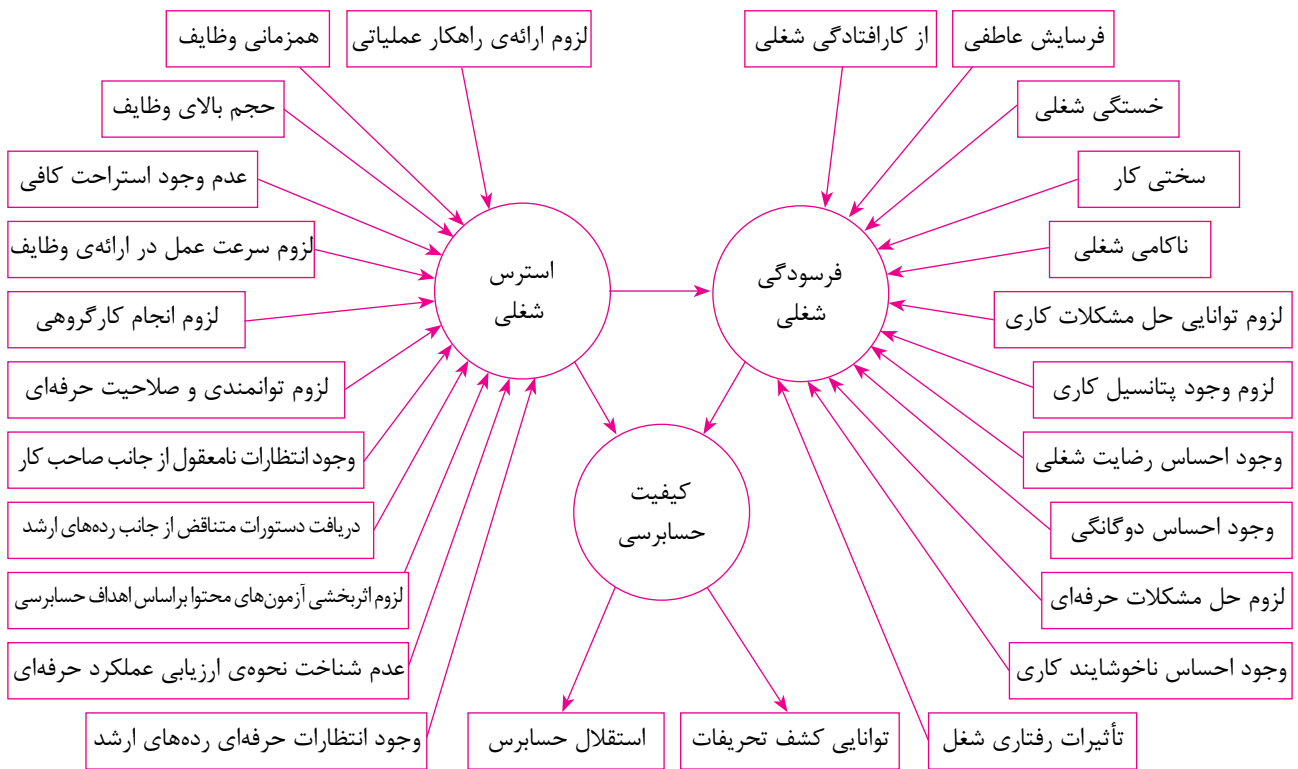 فرسایش عاطفی
از کارافتادگی شغلی
لزوم ارائه‌ی راهکار عملیاتی
همزمانی وظایف
خستگی شغلی
حجم بالای وظایف
سختی کار
عدم وجود استراحت کافی
ناکامی شغلی
لزوم سرعت عمل در ارائه‌ی وظایف
فرسودگی
شغلی
استرس
شغلی
لزوم توانایی حل مشکلات کاری
لزوم انجام کارگروهی
لزوم وجود پتانسیل کاری
لزوم توانمندی و صلاحیت حرفه‌ای
وجود احساس رضایت شغلی
وجود انتظارات نامعقول از جانب صاحب کار
کیفیت
حسابرسی
وجود احساس دوگانگی
دریافت دستورات متناقض از جانب رده‌های ارشد
لزوم حل مشکلات حرفه‌ای
لزوم اثربخشی آزمون‌های محتوا براساس اهداف حسابرسی
وجود احساس ناخوشایند کاری
عدم شناخت نحوه‌ی ارزیابی عملکرد حرفه‌ای
تأثیرات رفتاری شغل
توانایی کشف تحریفات
استقلال حسابرس
وجود انتظارات حرفه‌ای رده‌های ارشد